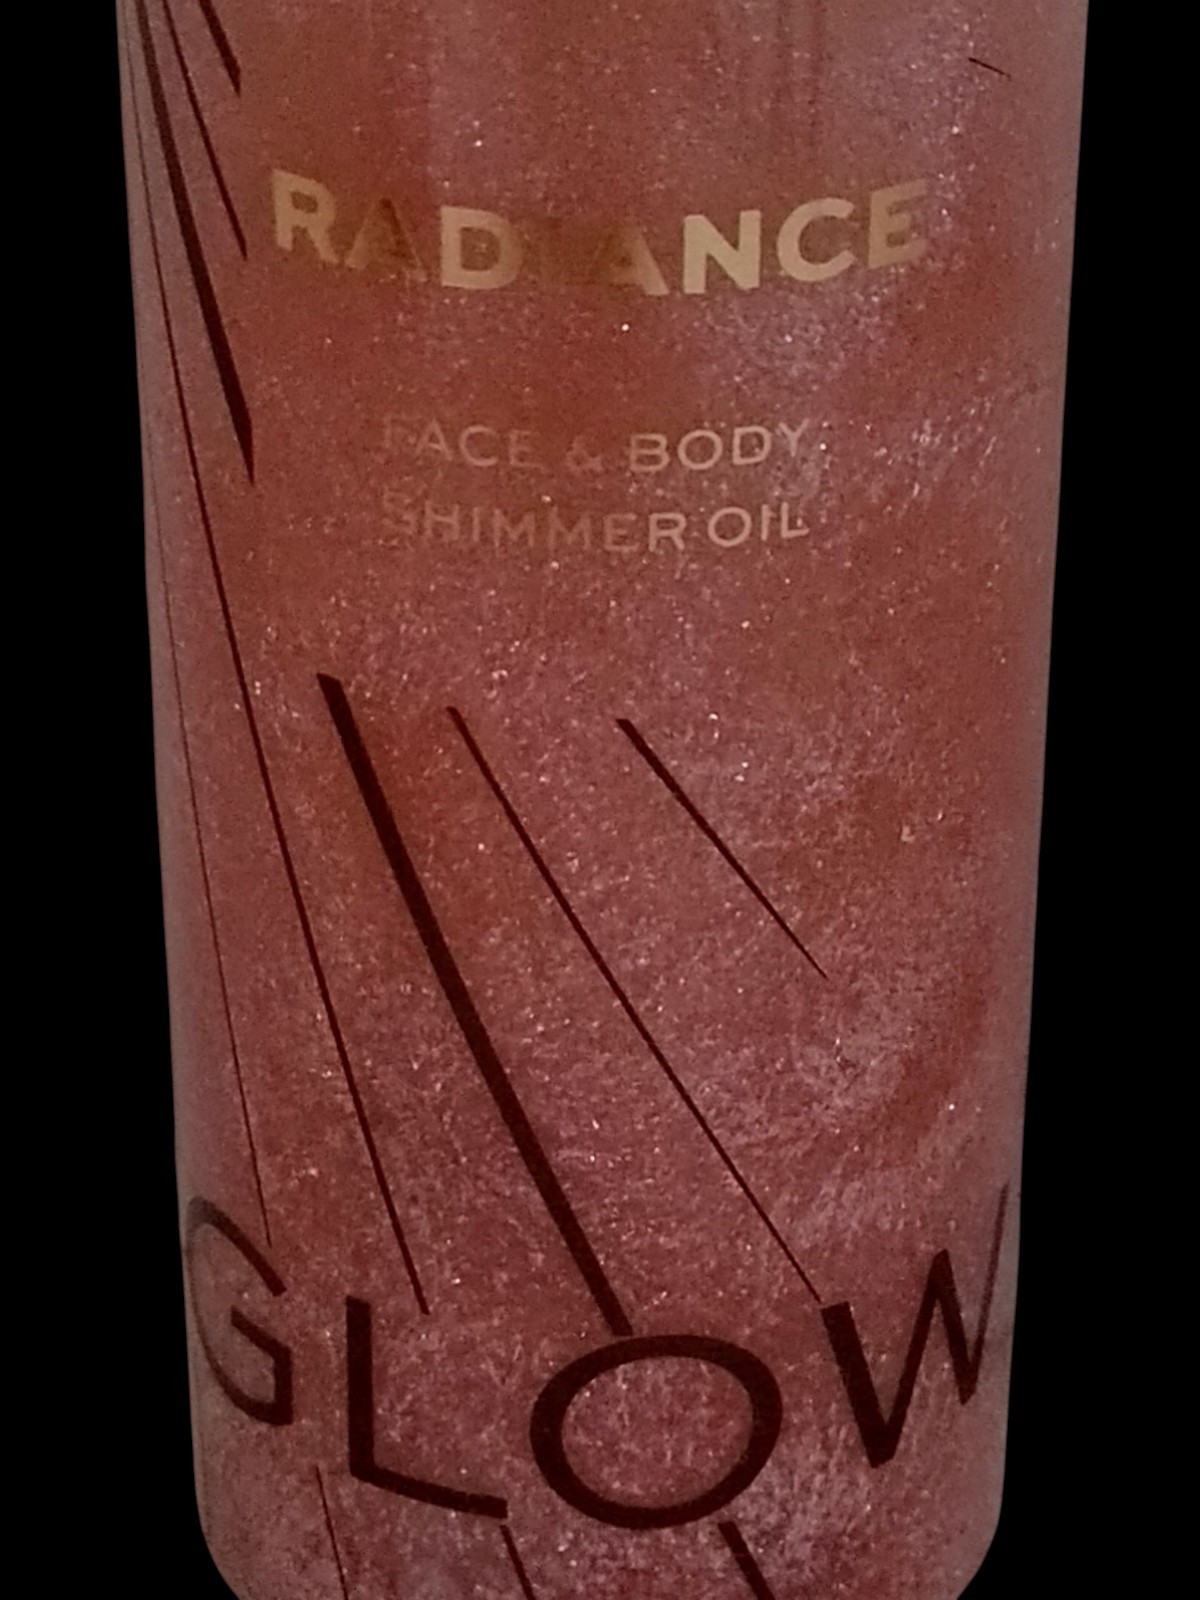 RADIANCE
FACE & BODY
SHIMMER OIL
GLOW